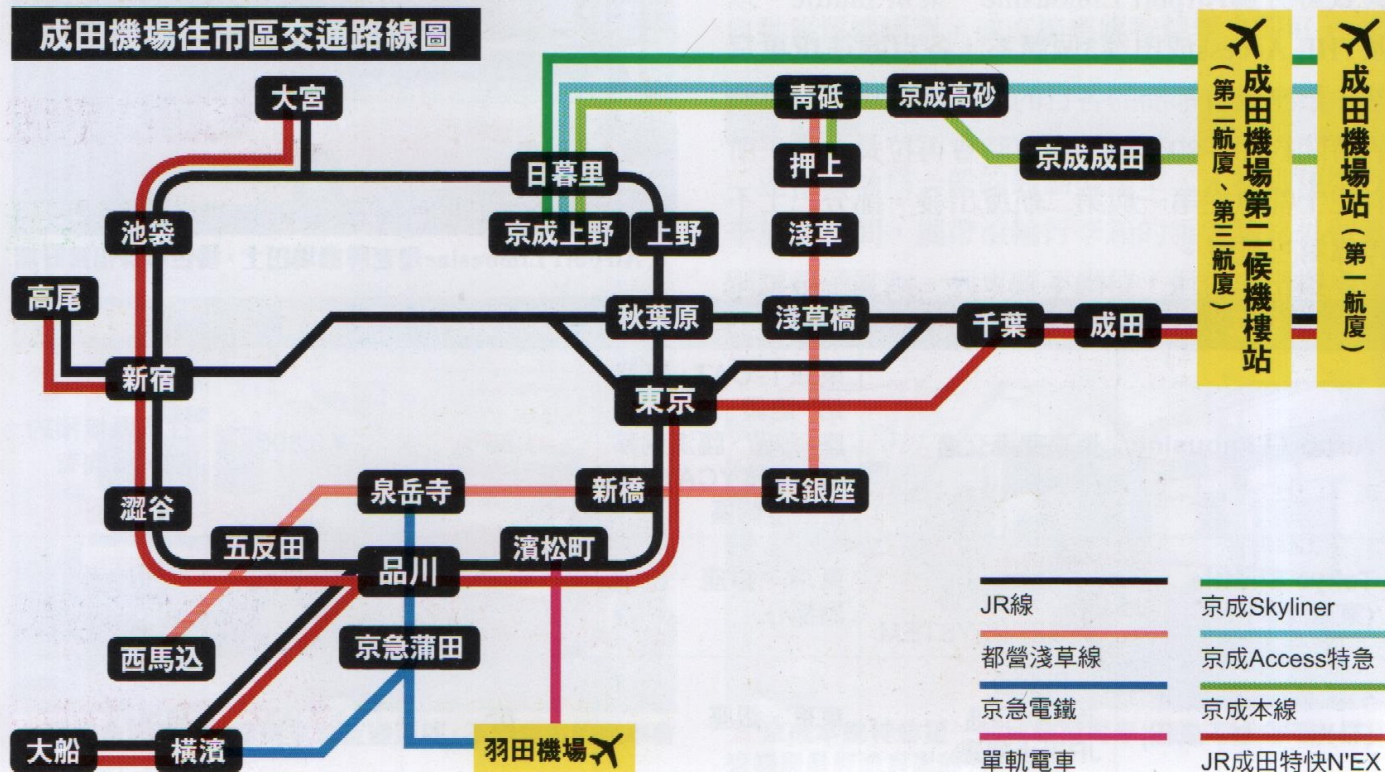 成田機場往市區交通路線圖
成田機場第二候機樓站
(第二航廈、第三航廈)
成田機場站(第一航廈)
大宮
青砥
京成高砂
押上
京成成田
日暮里
池袋
京成上野
上野
淺草
高尾
秋葉原
淺草橋
千葉
成田
新宿
東京
澀谷
泉岳寺
新橋
東銀座
五反田
品川
濱松町
西馬込
京急蒲田
大船
橫濱
羽田機場
JR線
都營淺草線
京急電鐵
單軌電車
京成Skyliner
京成Access特急
京成本線
JR成田特快N'EX